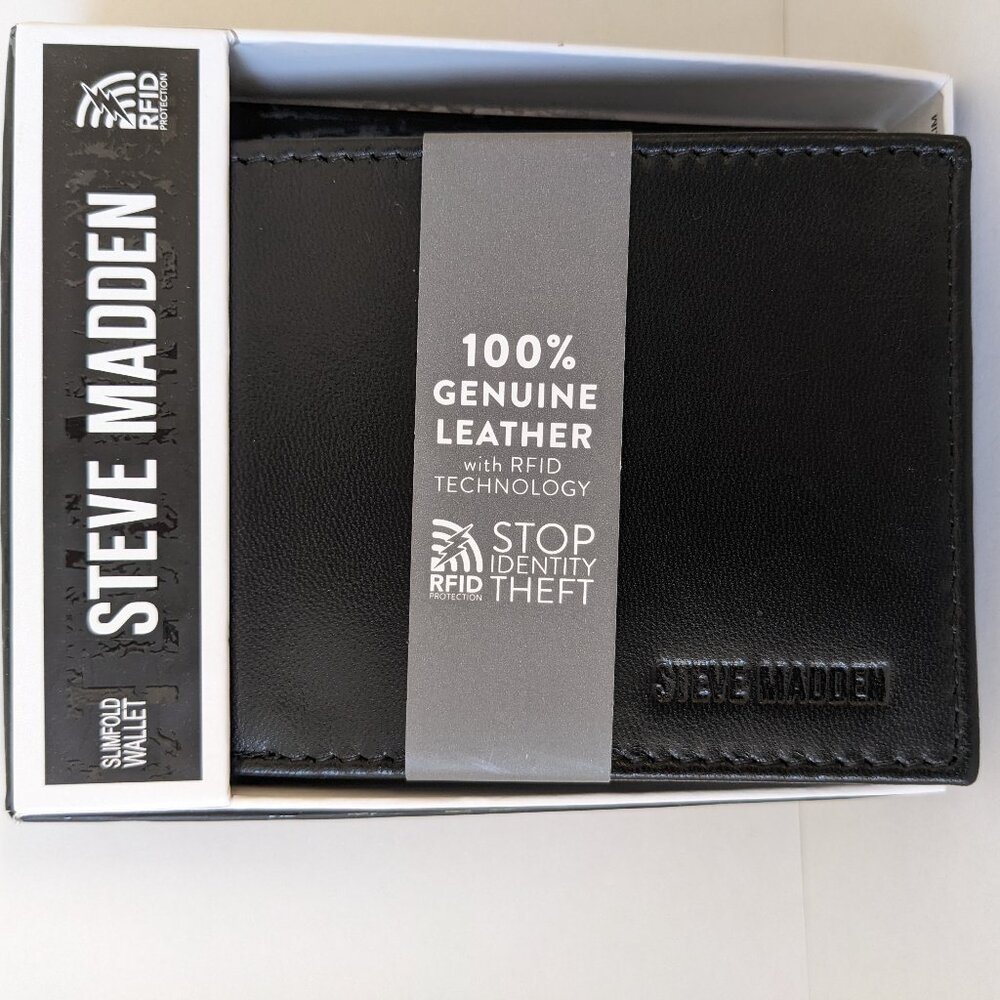 RFID
PROTECTION
STEVE MADDEN
SLIMFOLD
WALLET
100%
GENUINE
LEATHER
with RFID
TECHNOLOGY
RFID
PROTECTION
STOP
IDENTITY
THEFT
STEVE MADDEN